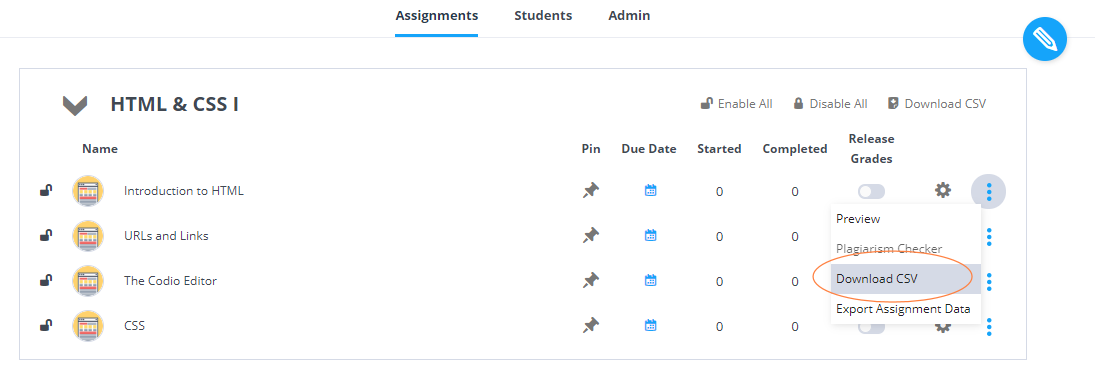 Assignments Students Admin
HTML & CSS I
Enable All Disable All Download CSV
Name Pin Due Date Started Completed Release Grades
Introduction to HTML 0 0
Preview
URLs and Links 0 0
Plagiarism Checker
The Codio Editor 0 0
Download CSV
Export Assignment Data
CSS 0 0